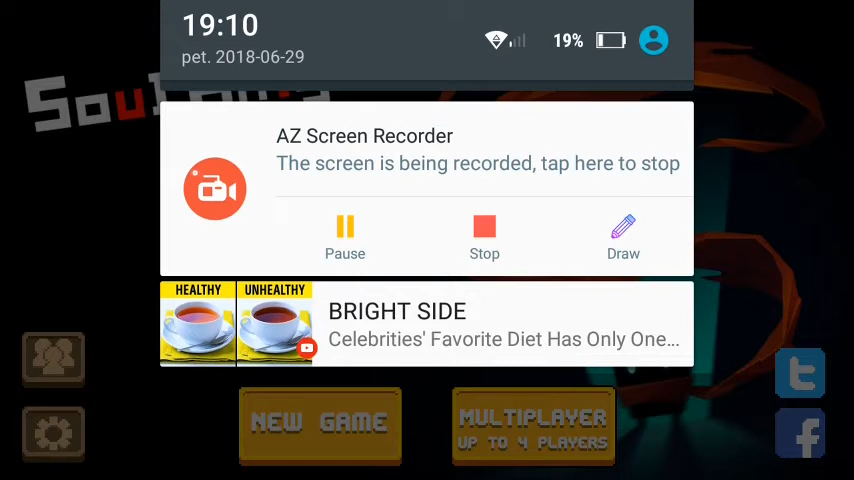 19:10
19%
pet. 2018-06-29
AZ Screen Recorder
The screen is being recorded, tap here to stop
Pause
Stop
Draw
HEALTHY
UNHEALTHY
BRIGHT SIDE
Celebrities' Favorite Diet Has Only One...
NEW GAME
MULTIPLAYER
UP TO 4 PLAYERS